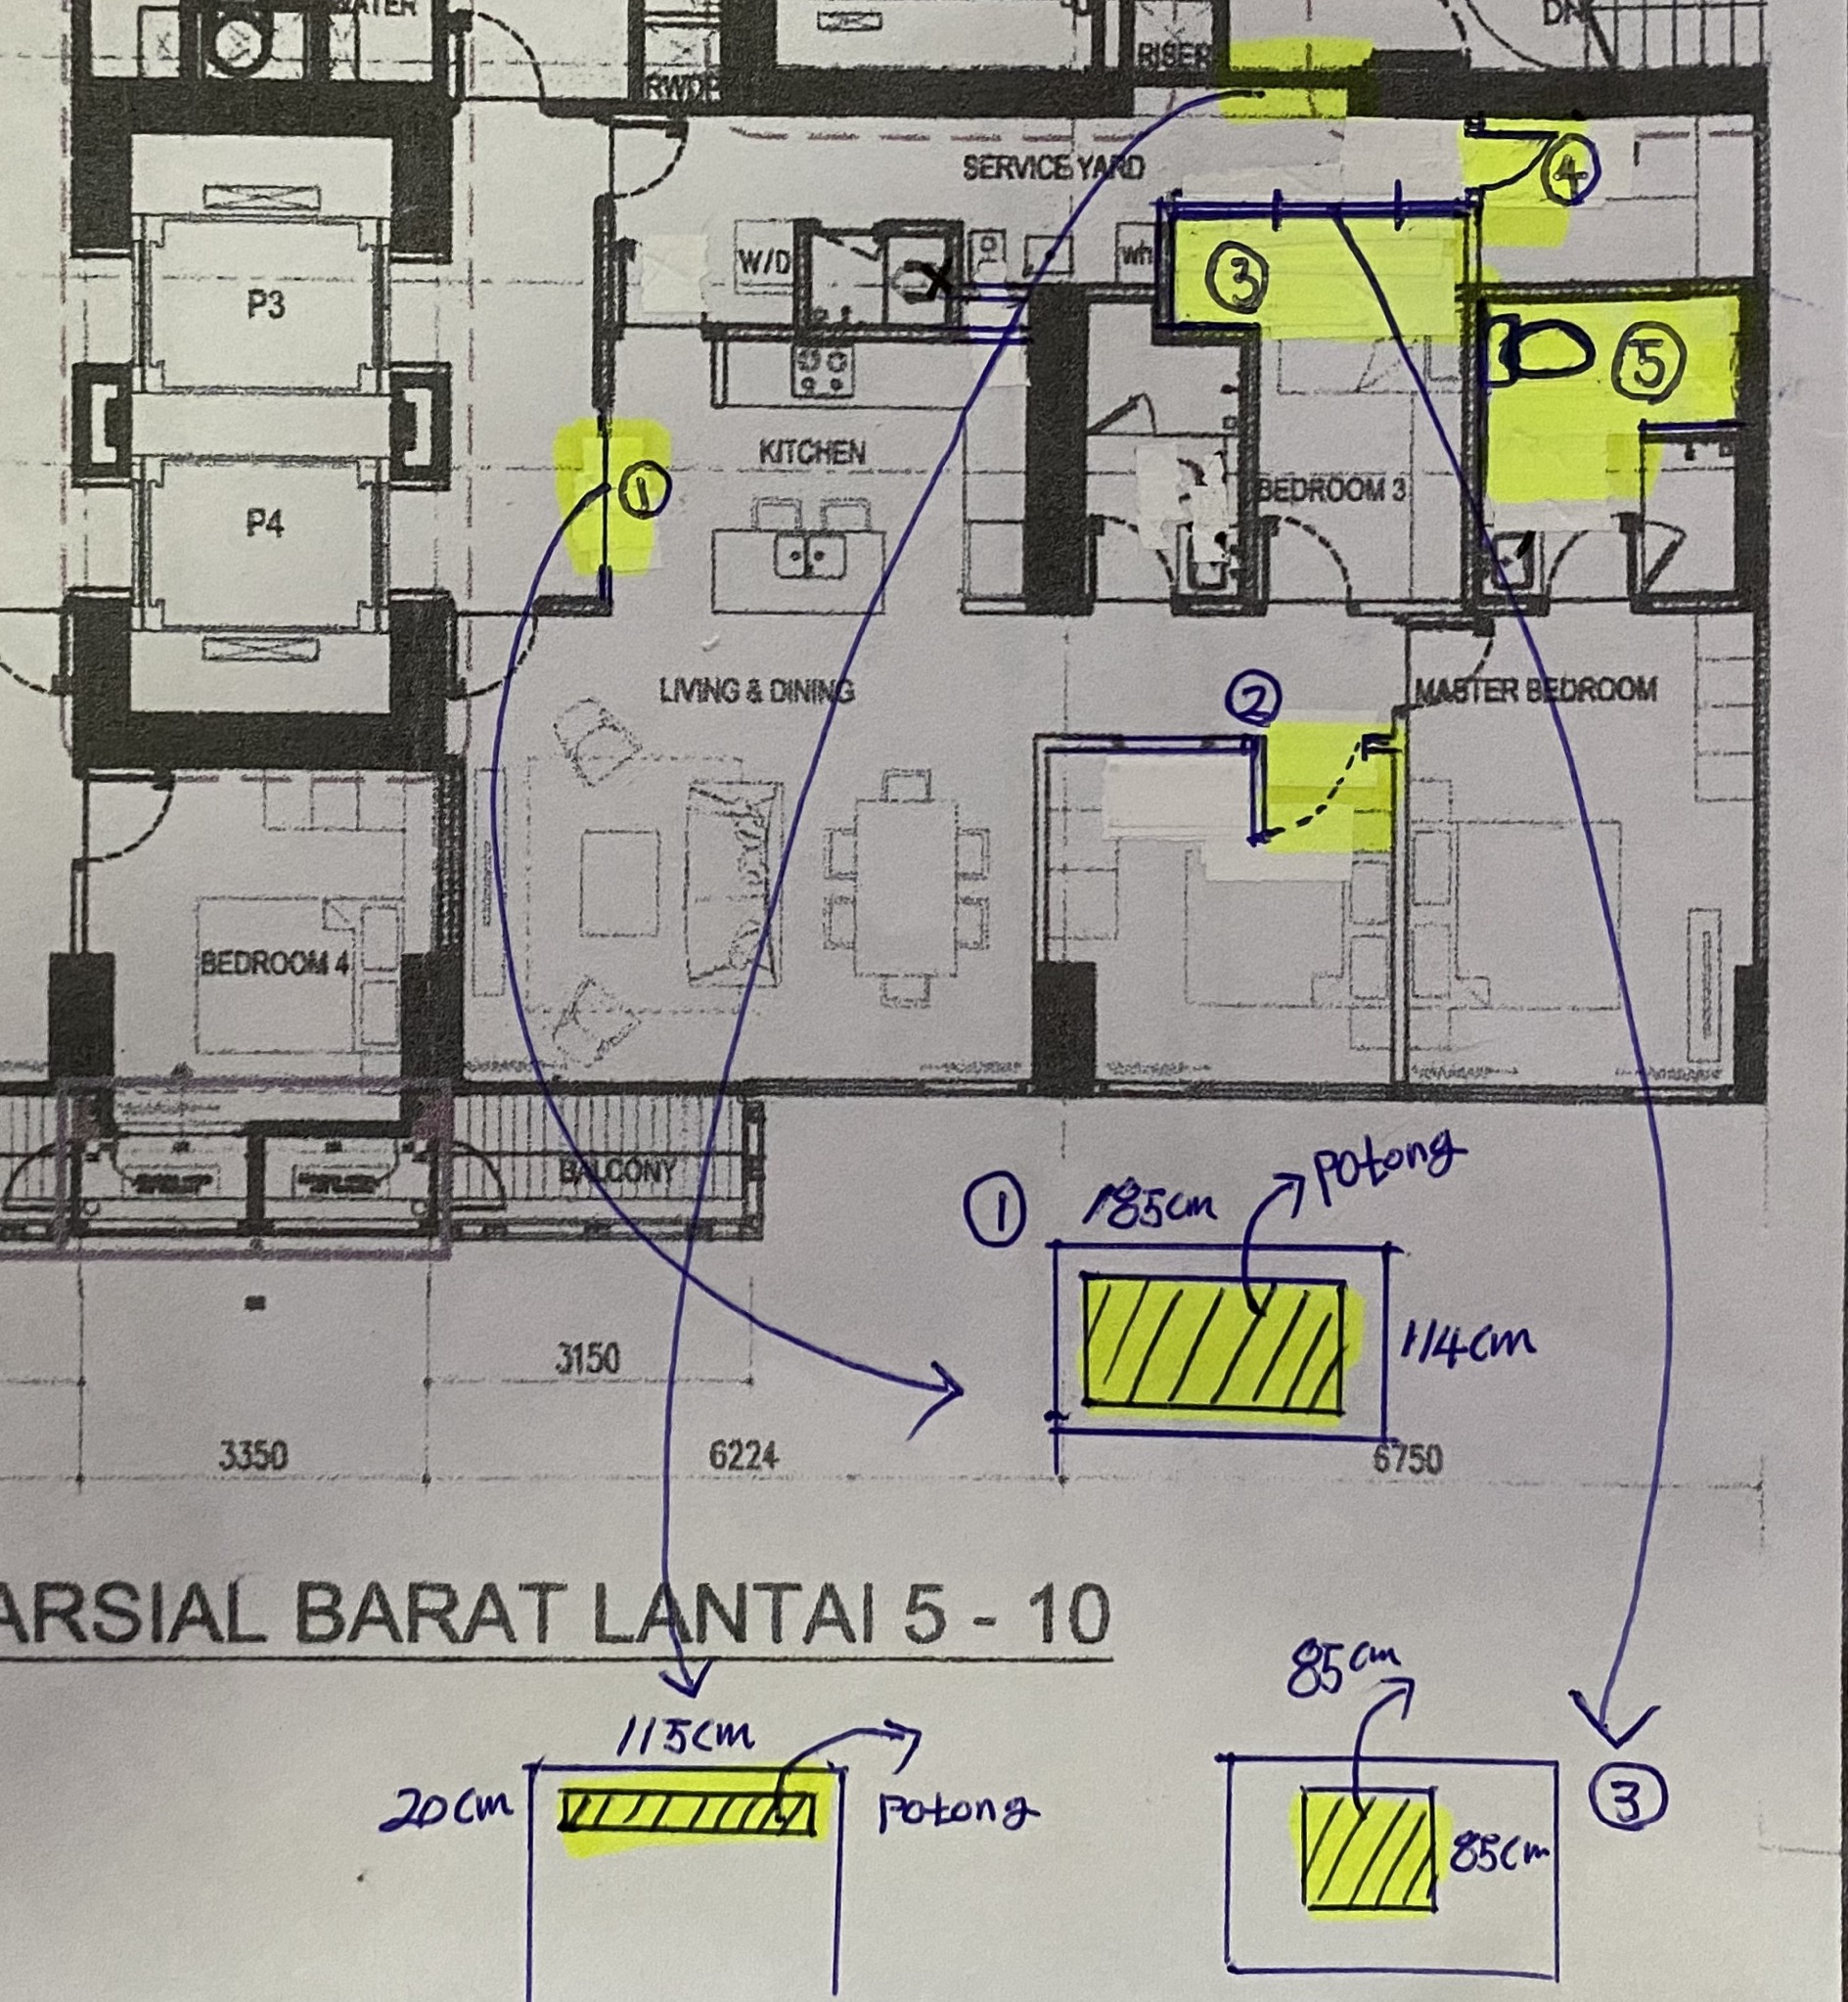 WATER
RISER
DN
RWDP
SERVICE YARD
4
W/D
wh
3
P3
5
KITCHEN
1
BEDROOM 3
P4
2
LIVING & DINING
MASTER BEDROOM
BEDROOM 4
BALCONY
1
185cm
Potong
114cm
3150
3350
6224
6750
ARSIAL BARAT LANTAI 5 - 10
85cm
115cm
20cm
Potong
3
85cm